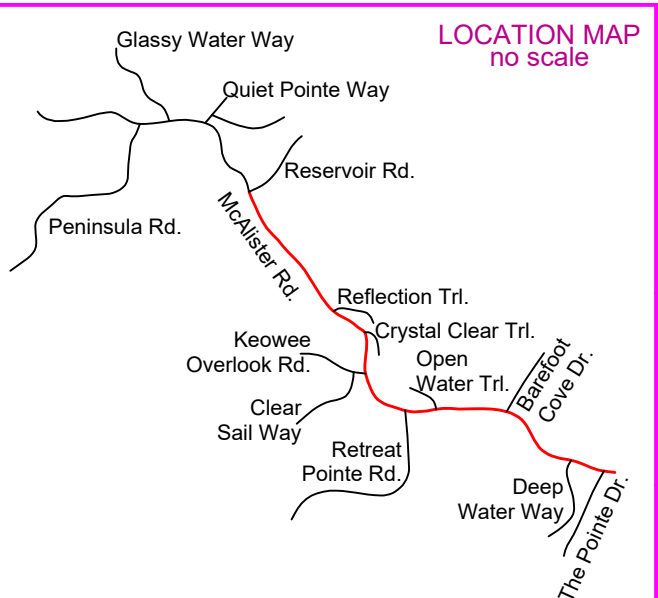 LOCATION MAP
no scale
Glassy Water Way
Quiet Pointe Way
Reservoir Rd.
Peninsula Rd.
McAlister Rd.
Reflection Trl.
Crystal Clear Trl.
Keowee
Overlook Rd.
Open
Water Trl.
Barefoot
Cove Dr.
Clear
Sail Way
Retreat
Pointe Rd.
Deep
Water Way
The Pointe Dr.